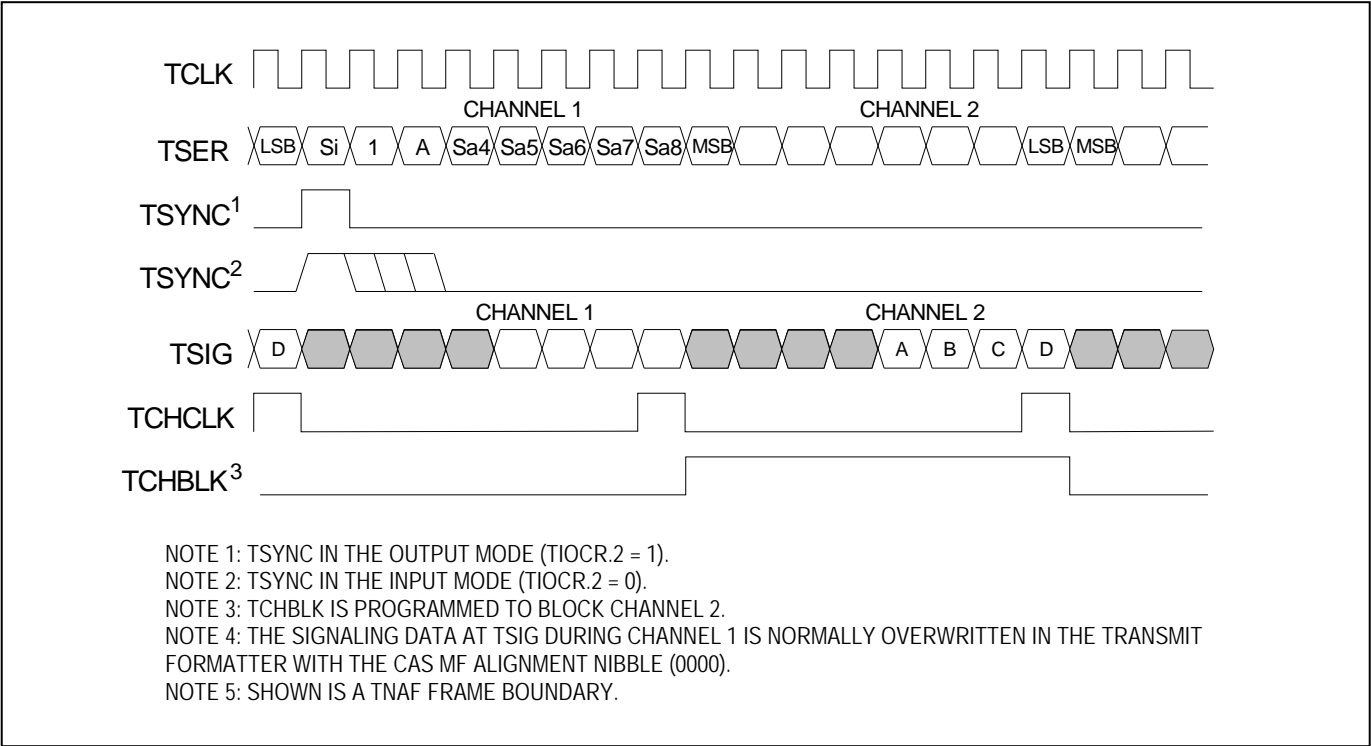 TCLK
CHANNEL 1 CHANNEL 2
TSER LSB Si 1 A Sa4 Sa5 Sa6 Sa7 Sa8 MSB LSB MSB
TSYNC1
TSYNC2
CHANNEL 1 CHANNEL 2
TSIG D A B C D
TCHCLK
TCHBLK3
NOTE 1: TSYNC IN THE OUTPUT MODE (TIOCR.2 = 1).
NOTE 2: TSYNC IN THE INPUT MODE (TIOCR.2 = 0).
NOTE 3: TCHBLK IS PROGRAMMED TO BLOCK CHANNEL 2.
NOTE 4: THE SIGNALING DATA AT TSIG DURING CHANNEL 1 IS NORMALLY OVERWRITTEN IN THE TRANSMIT
FORMATTER WITH THE CAS MF ALIGNMENT NIBBLE (0000).
NOTE 5: SHOWN IS A TNAF FRAME BOUNDARY.